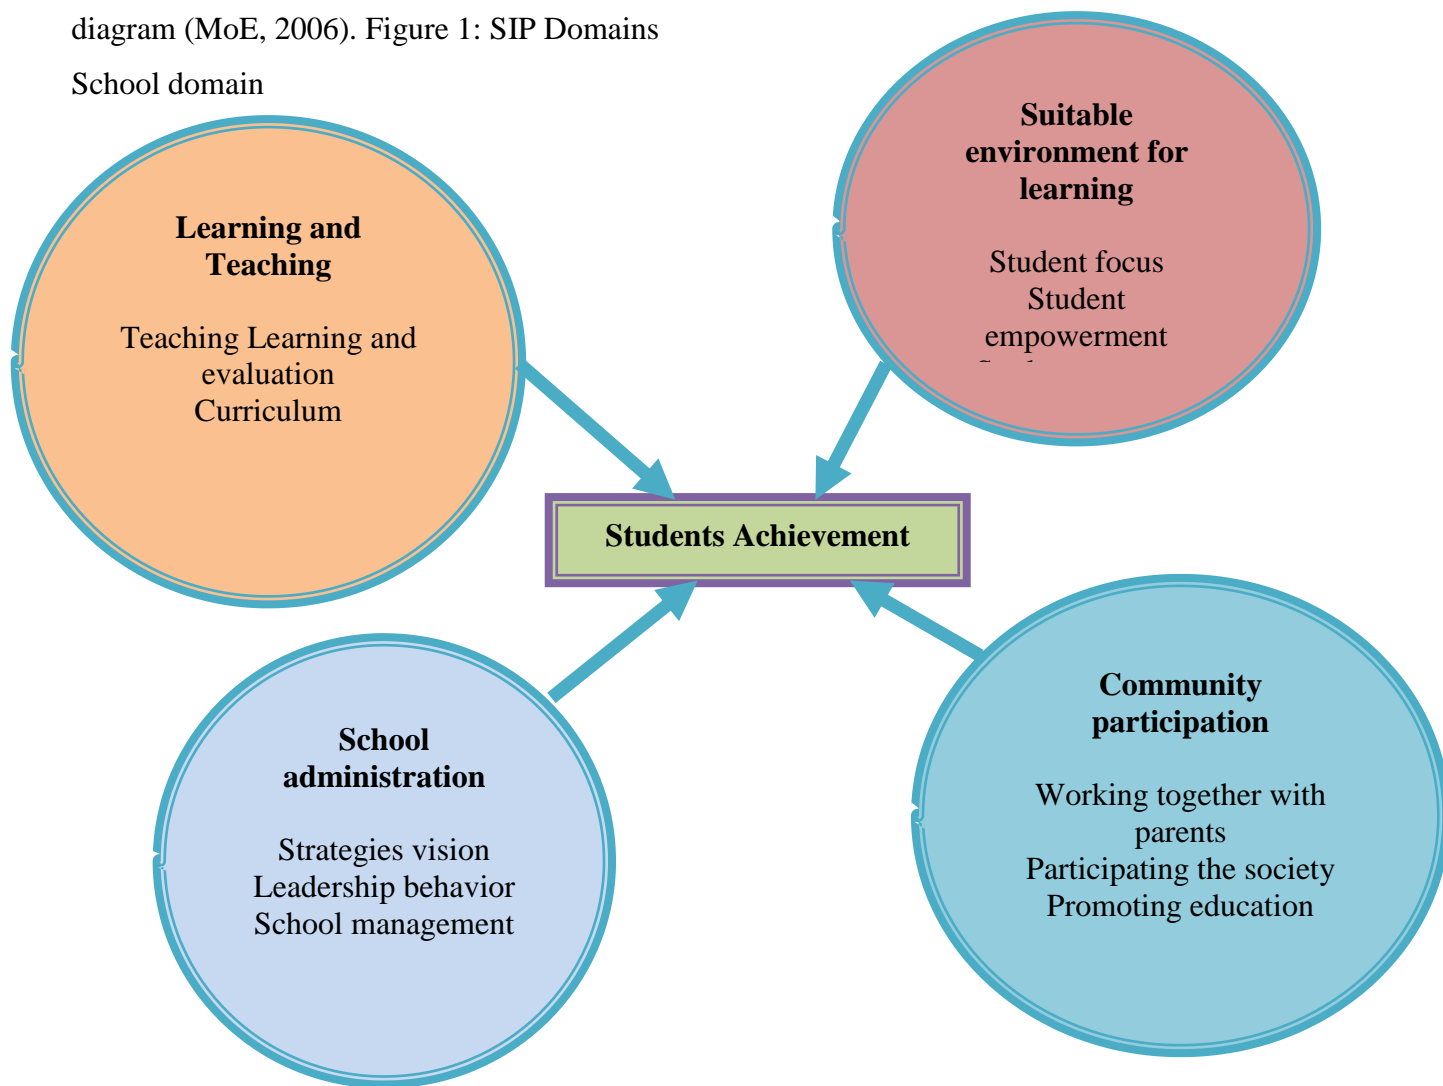 diagram (MoE, 2006). Figure 1: SIP Domains
School domain
Learning and
Teaching
Teaching Learning and
evaluation
Curriculum
Suitable
environment for
learning
Student focus
Student
empowerment
Students Achievement
School
administration
Strategies vision
Leadership behavior
School management
Community
participation
Working together with
parents
Participating the society
Promoting education